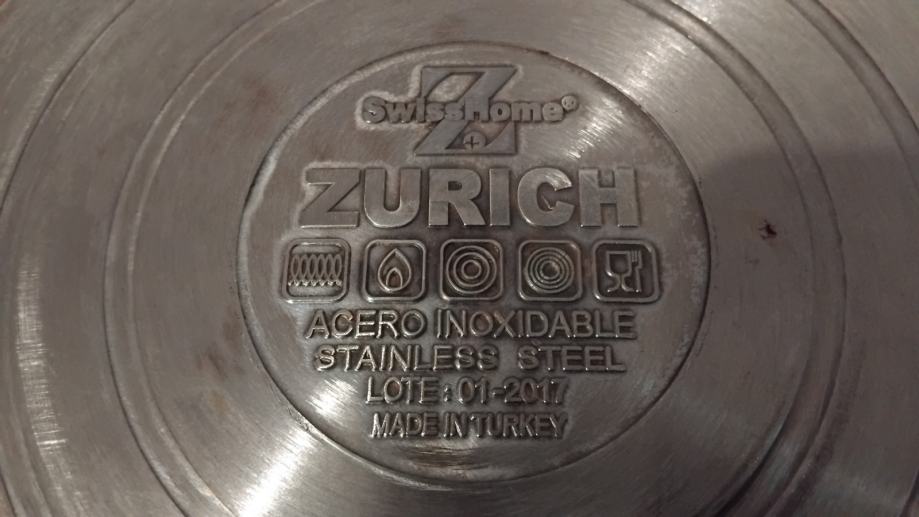 SwissHome®
ZURICH
ACERO INOXIDABLE
STAINLESS STEEL
LOTE: 01-2017
MADE IN TURKEY